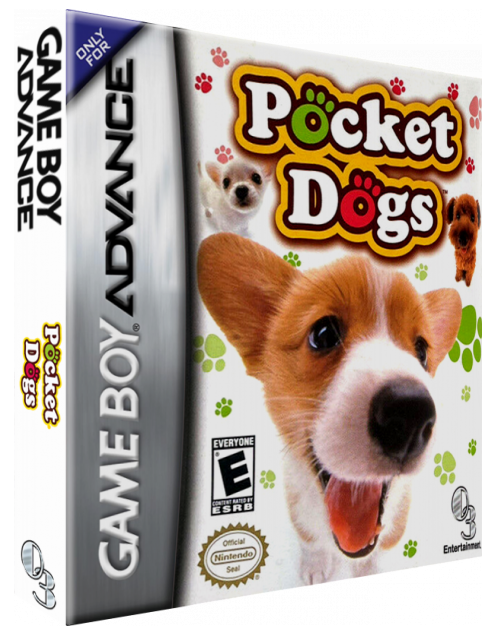 GAME BOY
ADVANCE
Pocket
Dogs
ONLY
FOR
GAME BOY ADVANCE
Pocket
Dogs
TM
EVERYONE
E
CONTENT RATED BY
ESRB
Official
Nintendo
Seal
O3
Entertainment